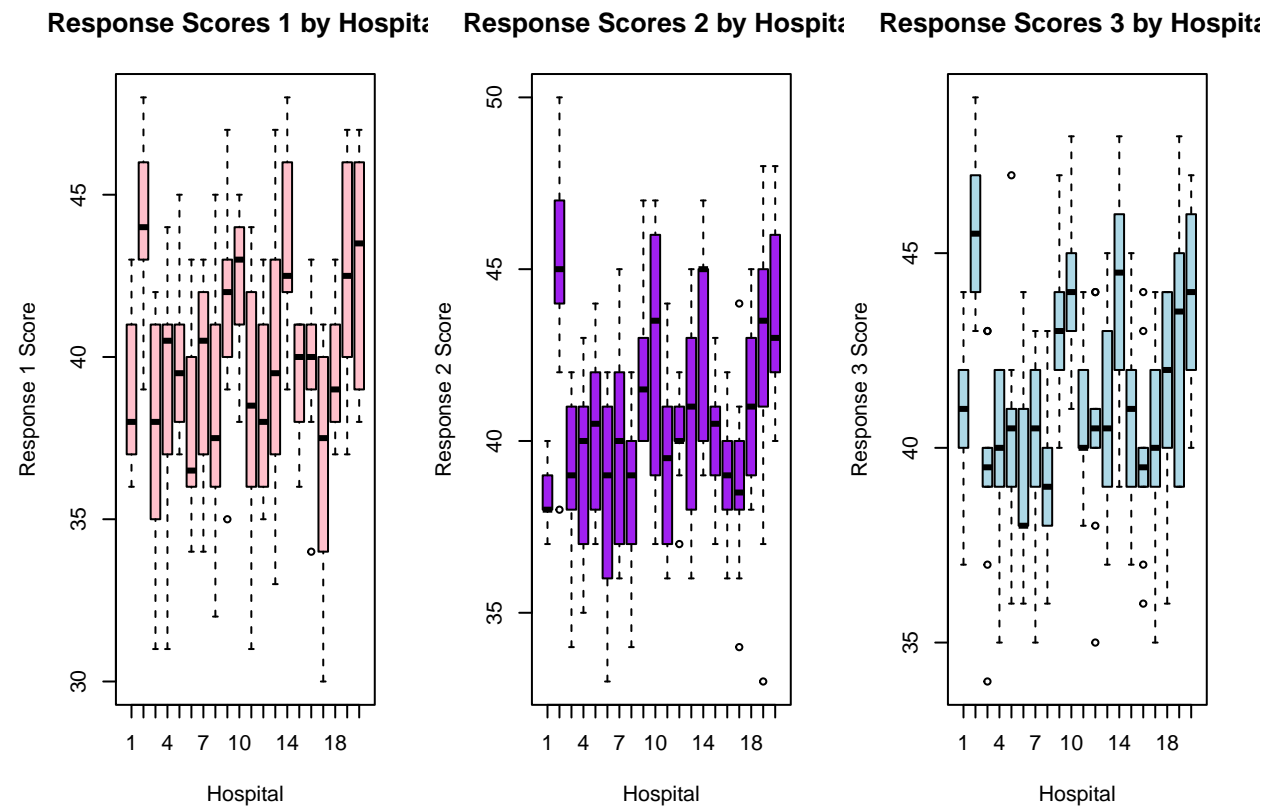 Response Scores 1 by Hospita
Response 1 Score
30
35
40
45
1 4 7 10 14 18
Hospital
Response Scores 2 by Hospita
Response 2 Score
35
40
45
50
1 4 7 10 14 18
Hospital
Response Scores 3 by Hospita
Response 3 Score
35
40
45
1 4 7 10 14 18
Hospital